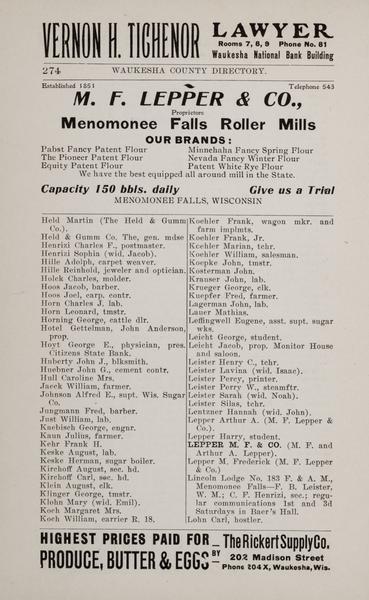 VERNON H. TICHENOR LAWYER
Rooms 7, 8, 9 Phone No. 81
Waukesha National Bank Building
274 WAUKESHA COUNTY DIRECTORY.
Established 1851 Telephone 543
M. F. LEPPER & CO.,
Proprietors
Menomonee Falls Roller Mills
OUR BRANDS:
Pabst Fancy Patent Flour Minnehaha Fancy Spring Flour
The Pioneer Patent Flour Nevada Fancy Winter Flour
Equity Patent Flour Patent White Rye Flour
We have the best equipped all around mill in the State.
Capacity 150 bbls. daily Give us a Trial
MENOMONEE FALLS, WISCONSIN
Held Martin (The Held & Gumm
Co.).
Held & Gumm Co. The, gen. mdse
Henrizi Charles F., postmaster.
Henrizi Sophia (wid. Jacob).
Hille Adolph, carpet weaver.
Hille Reinhold, jeweler and optician.
Holek Charles, molder.
Hoos Jacob, barber.
Hoos Joel, carp. contr.
Horn Charles J, lab.
Horn Leonard, tmstr.
Horning George, cattle dlr.
Hotel Gettelman, John Anderson,
prop.
Hoyt George E., physician, pres.
Citizens State Bank.
Huberty John J., blksmith.
Huebner John G., cement contr.
Hull Caroline Mrs.
Jaeck William, farmer.
Johnson Alfred E., supt. Wis. Sugar
Co.
Jungmann Fred, barber.
Just William, lab.
Kaebisch George, engnr.
Kaun Julius, farmer.
Kehr Frank H.
Keske August, lab.
Keske Herman, sugar boiler.
Kirchoff August, sec. hd.
Kirchoff Carl, sec. hd.
Klein August, clk.
Klinger George, tmstr.
Klohn Mary (wid. Emil).
Koch Margaret Mrs.
Koch William, carrier R. 18.
Koehler Frank, wagon mkr. and
farm implmts.
Koehler Frank, Jr.
Koehler Marian, tchr.
Koehler William, salesman.
Koepke John, tmstr.
Kosterman John.
Krauser John, lab.
Krueger George, clk.
Kuepfer Fred, farmer.
Lagerman John, lab.
Lauer Mathias.
Leffingwell Eugene, asst. supt. sugar
wks.
Leicht George, student.
Leicht Jacob, prop. Monitor House
and saloon.
Leister Henry C., tchr.
Leister Lavina (wid. Isaac).
Leister Percy, printer.
Leister Perry W., steamftr.
Leister Sarah (wid. Noah).
Leister Silas, tchr.
Lentzner Hannah (wid. John).
Lepper Arthur A. (M. F. Lepper &
Co.).
Lepper Harry, student.
LEPPER M. F. & CO. (M. F. and
Arthur A. Lepper).
Lepper M. Frederick (M. F. Lepper
& Co.)
Lincoln Lodge No. 183 F. & A. M.,
Menomonee Falls—F. B. Leister,
W. M.; C. F. Henrizi, sec.; regu-
lar communications 1st and 3d
Saturdays in Baer's Hall.
Lohn Carl, hostler.
HIGHEST PRICES PAID FOR
PRODUCE, BUTTER & EGGS BY
The Rickert Supply Co.
202 Madison Street
Phone 204X, Waukesha, Wis.